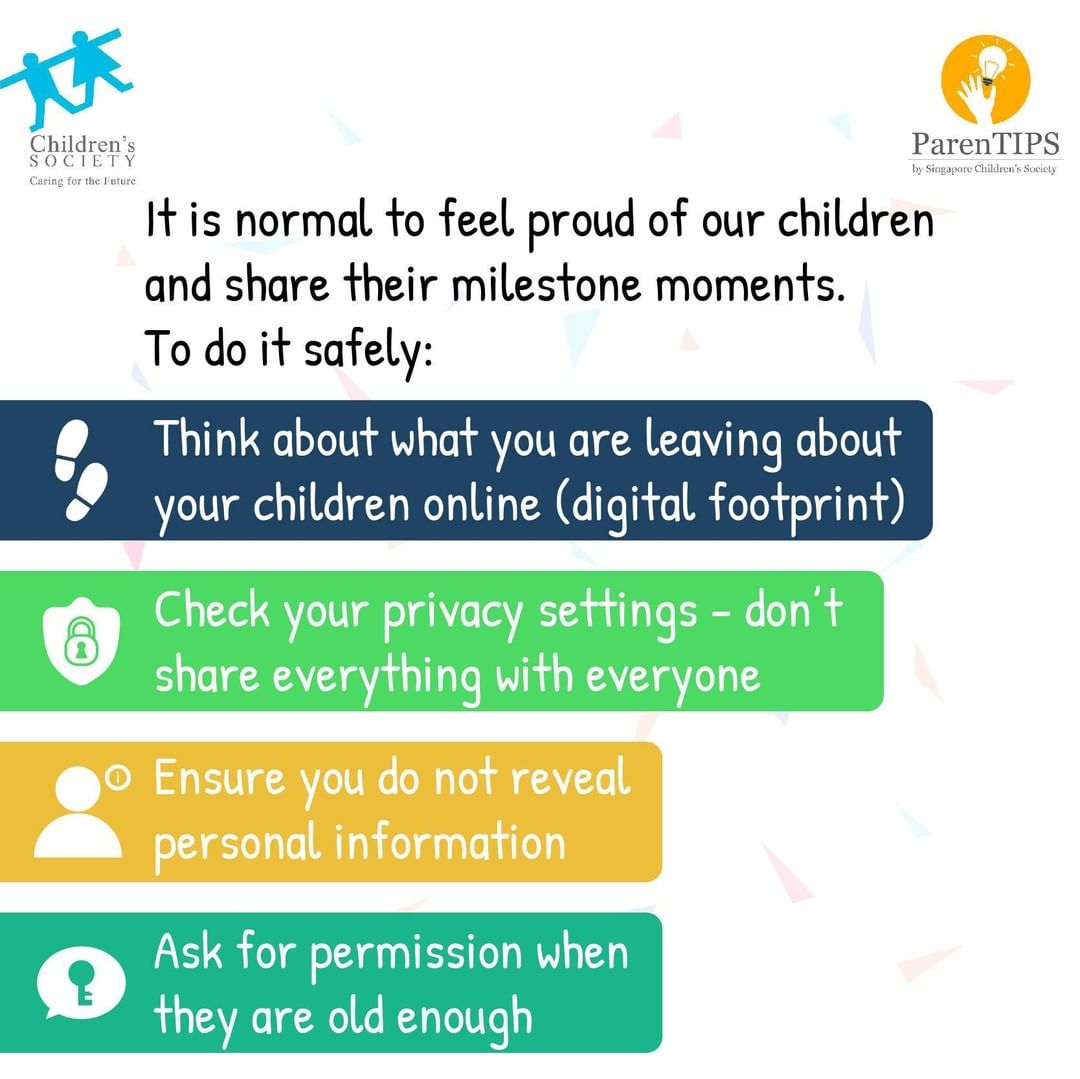 Children's
SOCIETY
Caring for the Future
ParenTIPS
by Singapore Children's Society
It is normal to feel proud of our children
and share their milestone moments.
To do it safely:
Think about what you are leaving about
your children online (digital footprint)
Check your privacy settings - don't
share everything with everyone
i
Ensure you do not reveal
personal information
Ask for permission when
they are old enough